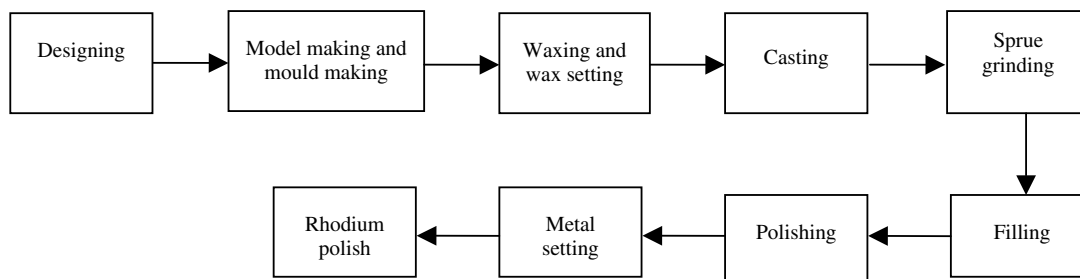 Designing
Model making and
mould making
Waxing and
wax setting
Casting
Sprue
grinding
Filling
Polishing
Metal
setting
Rhodium
polish